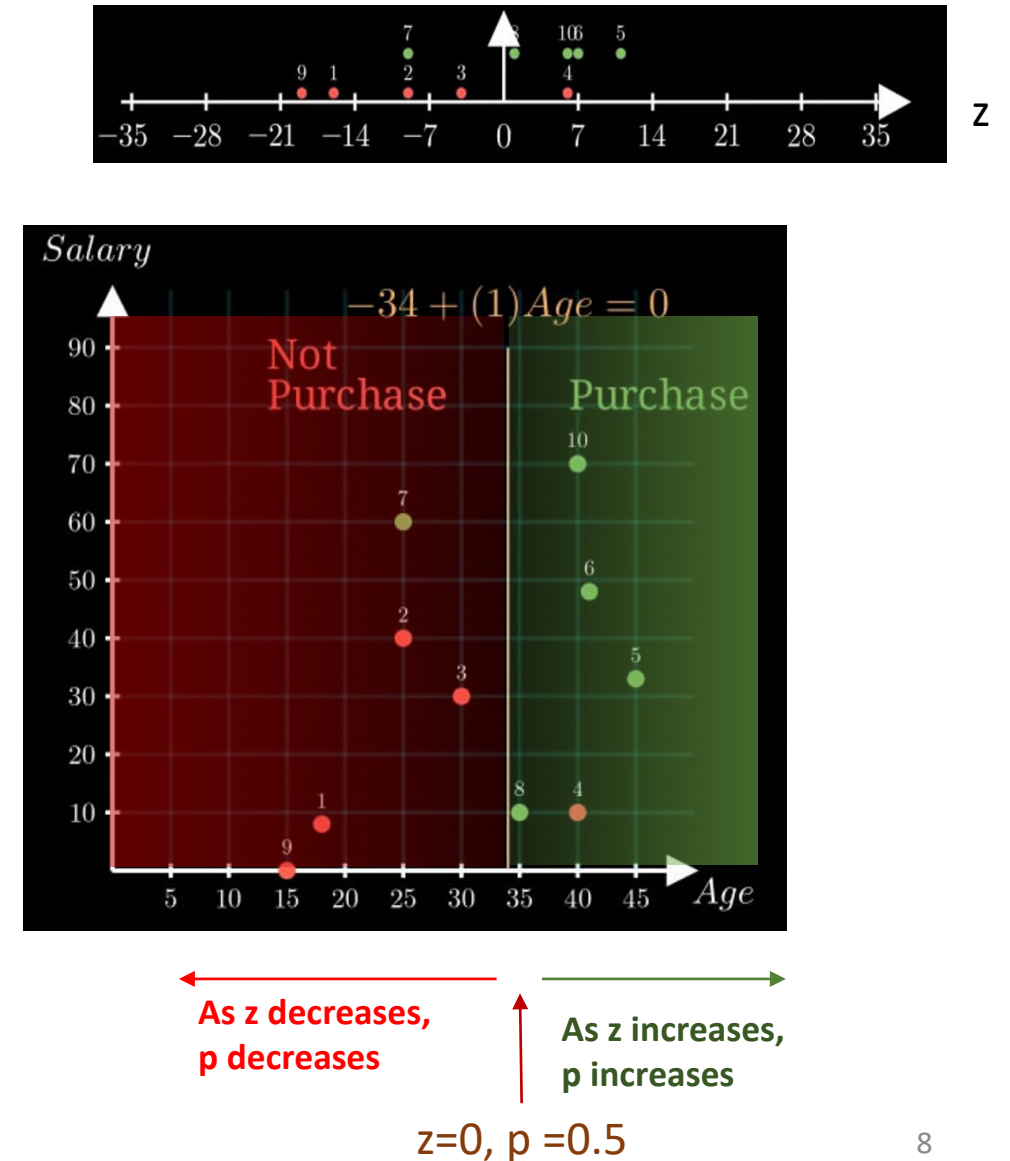 7 8 10 6 5
9 1 2 3 4
−35 −28 −21 −14 −7 0 7 14 21 28 35
z
Salary
−34 + (1)Age = 0
90
Not
Purchase
Purchase
80
10
70
7
60
6
50
2
40
5
3
30
20
1
8
4
10
9
5 10 15 20 25 30 35 40 45 Age
As z decreases,
p decreases
As z increases,
p increases
z=0, p =0.5
8